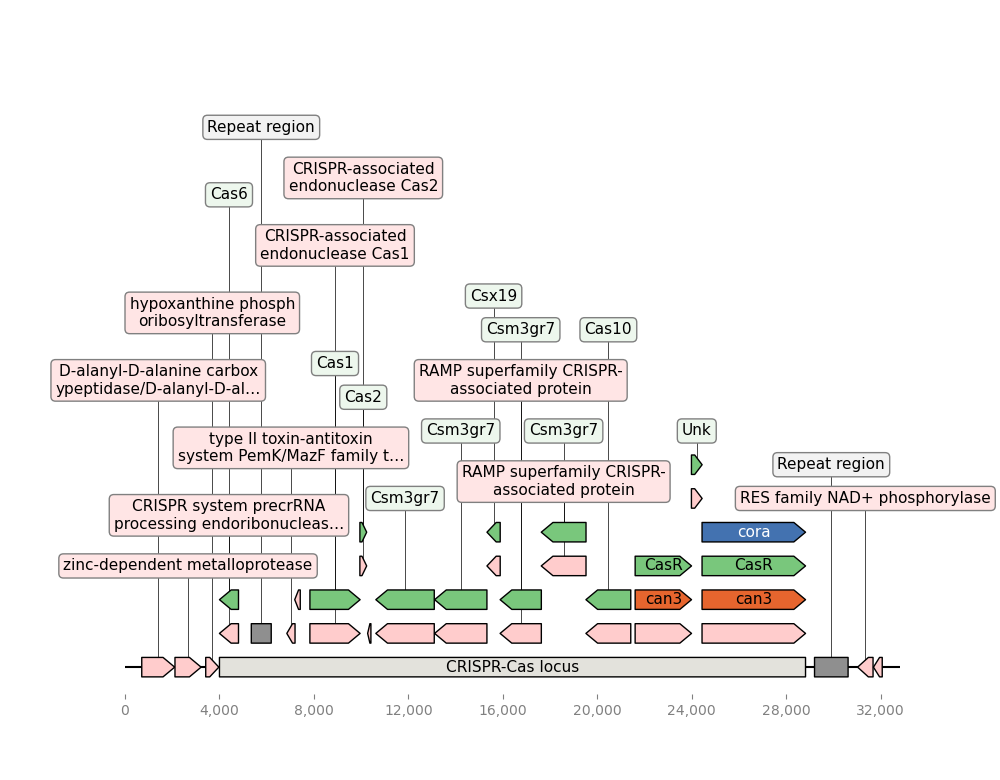 Repeat region
CRISPR-associated
endonuclease Cas2
Cas6
CRISPR-associated
endonuclease Cas1
Csx19
hypoxanthine phosph
oribosyltransferase
Csm3gr7
Cas10
Cas1
D-alanyl-D-alanine carbox
ypeptidase/D-alanyl-D-al...
RAMP superfamily CRISPR-
associated protein
Cas2
Csm3gr7
Csm3gr7
Unk
type II toxin-antitoxin
system PemK/MazF family t...
Repeat region
RAMP superfamily CRISPR-
associated protein
Csm3gr7
RES family NAD+ phosphorylase
CRISPR system precrRNA
processing endoribonucleas...
cora
zinc-dependent metalloprotease
CasR
CasR
can3
can3
CRISPR-Cas locus
0
4,000
8,000
12,000
16,000
20,000
24,000
28,000
32,000